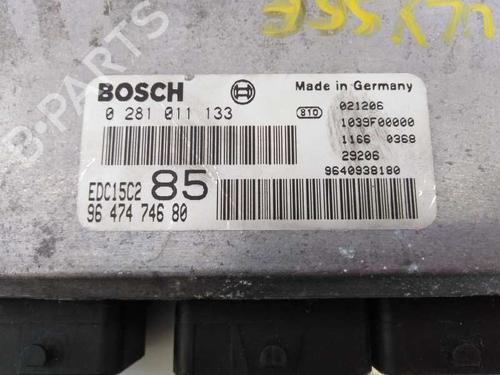 B-PARTS
BOSCH
Made in Germany
0 281 011 133
810
021206
1039F00000
1166 0368
29206
9640938180
EDC15C2 85
96 474 746 80